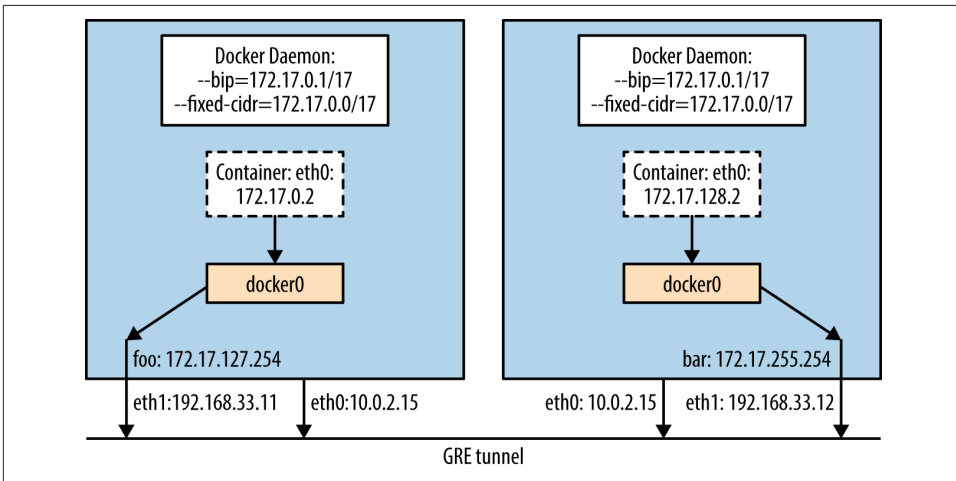 Docker Daemon:
--bip=172.17.0.1/17
--fixed-cidr=172.17.0.0/17
Container: eth0:
172.17.0.2
docker0
foo: 172.17.127.254
eth1:192.168.33.11
eth0:10.0.2.15
Docker Daemon:
--bip=172.17.0.1/17
--fixed-cidr=172.17.0.0/17
Container: eth0:
172.17.128.2
docker0
bar: 172.17.255.254
eth0: 10.0.2.15
eth1: 192.168.33.12
GRE tunnel